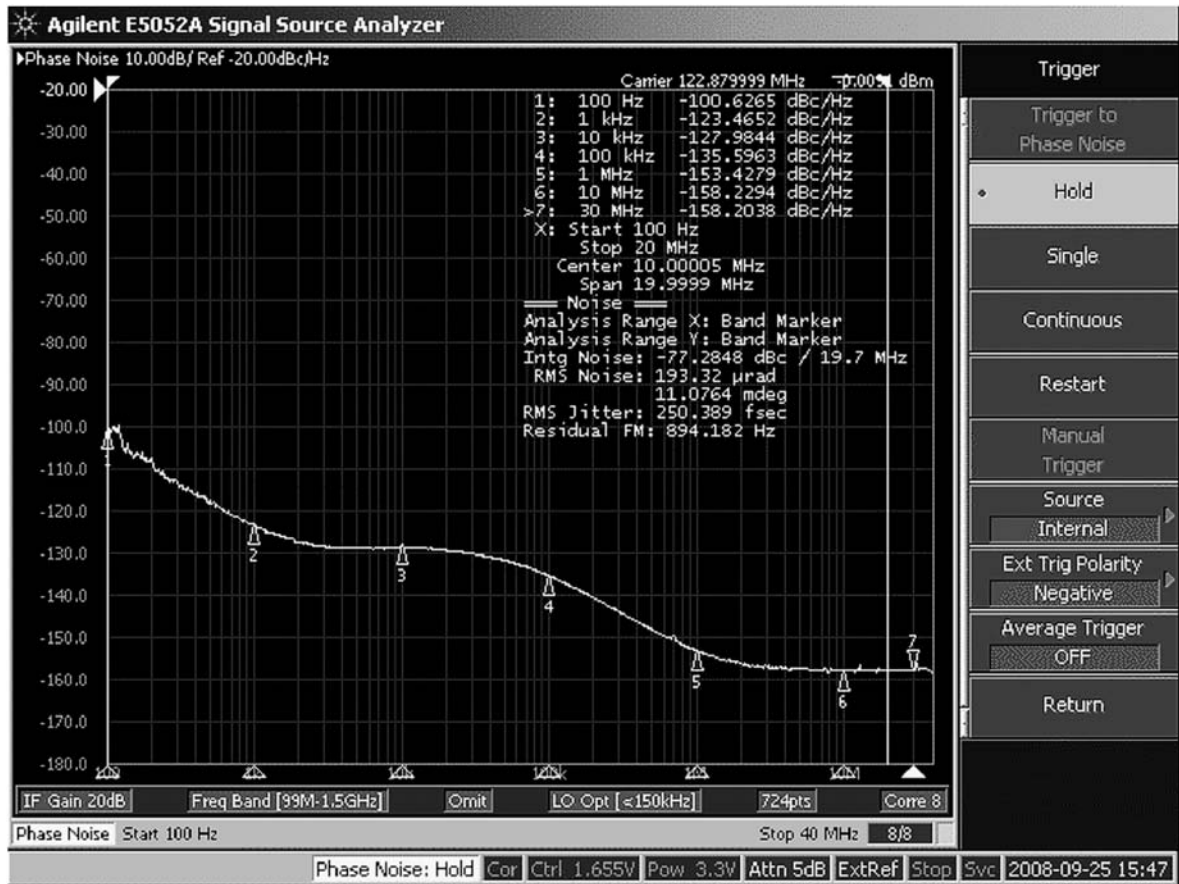 Agilent E5052A Signal Source Analyzer
Phase Noise 10.00dB/ Ref -20.00dBc/Hz
Carrier 122.879999 MHz dBm
1: 100 Hz -100.6265 dBc/Hz
2: 1 kHz -123.4652 dBc/Hz
3: 10 kHz -127.9844 dBc/Hz
4: 100 kHz -135.5963 dBc/Hz
5: 1 MHz -153.4279 dBc/Hz
6: 10 MHz -158.2294 dBc/Hz
>7: 30 MHz -158.2038 dBc/Hz
X: Start 100 Hz
Stop 20 MHz
Center 10.00005 MHz
Span 19.9999 MHz
=== Noise ===
Analysis Range X: Band Marker
Analysis Range Y: Band Marker
Intg Noise: -77.2848 dBc / 19.7 MHz
RMS Noise: 193.32 µrad
11.0764 mdeg
RMS Jitter: 250.389 fsec
Residual FM: 894.182 Hz
-20.00
-30.00
-40.00
-50.00
-60.00
-70.00
-80.00
-90.00
-100.0
-110.0
-120.0
-130.0
-140.0
-150.0
-160.0
-170.0
-180.0
1
2
3
4
5
6
7
IF Gain 20dB
Freq Band [99M-1.5GHz]
Omit
LO Opt [<150kHz]
724pts
Corre 8
Phase Noise Start 100 Hz
Stop 40 MHz
8/8
Trigger
Trigger to
Phase Noise
Hold
Single
Continuous
Restart
Manual
Trigger
Source
Internal
Ext Trig Polarity
Negative
Average Trigger
OFF
Return
Phase Noise: Hold
Cor
Ctrl 1.655V
Pow 3.3V
Attn 5dB
ExtRef
Stop
Svc
2008-09-25 15:47